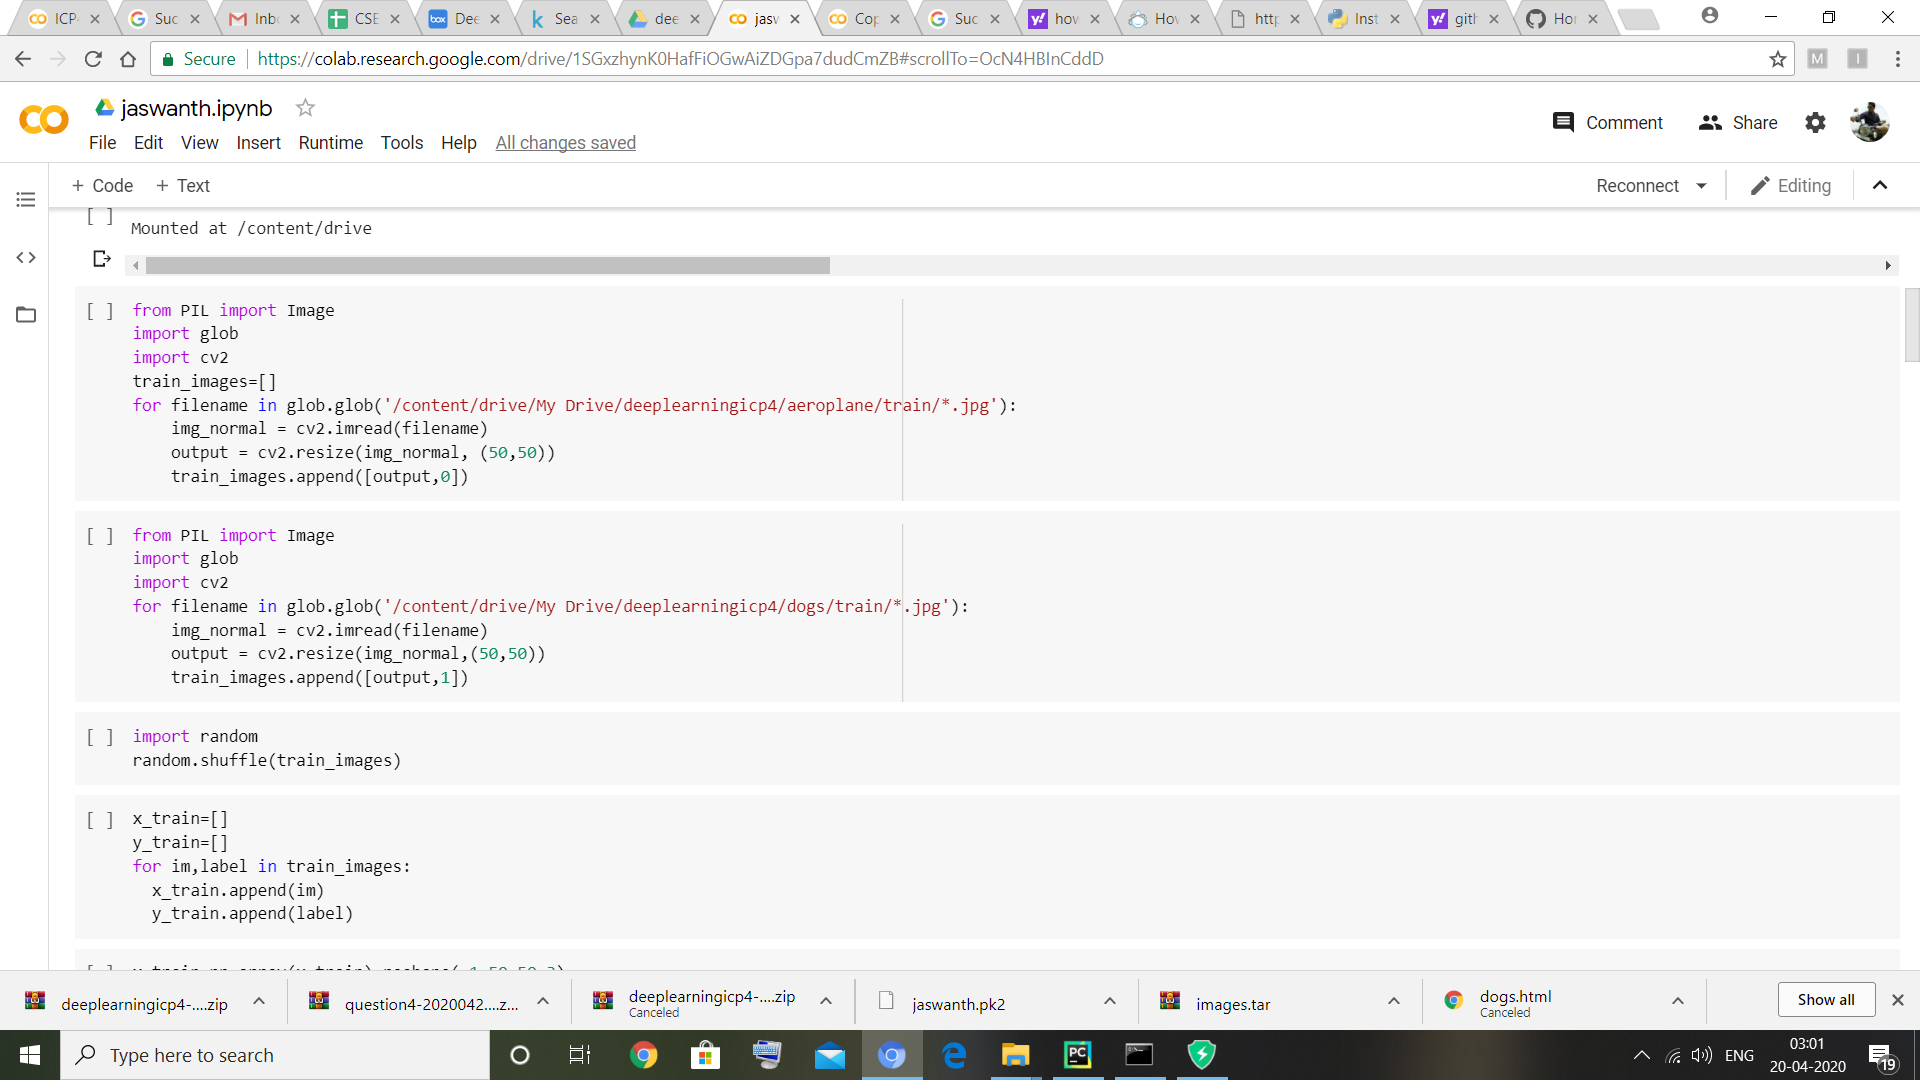 ICP-
Suc
Inb
CSE
Dee
Sea
dee
jasw
Cop
Suc
how
How
http
Inst
gith
Hor
Secure
https://colab.research.google.com/drive/1SGxzhynK0HafFiOGwAiZDGpa7dudCmZB#scrollTo=OcN4HBInCddD
M
I
jaswanth.ipynb
File Edit View Insert Runtime Tools Help All changes saved
Comment
Share
+ Code + Text
Reconnect
Editing
[ ]
Mounted at /content/drive
[ ] from PIL import Image
import glob
import cv2
train_images=[]
for filename in glob.glob('/content/drive/My Drive/deeplearningicp4/aeroplane/train/*.jpg'):
img_normal = cv2.imread(filename)
output = cv2.resize(img_normal, (50,50))
train_images.append([output,0])
[ ] from PIL import Image
import glob
import cv2
for filename in glob.glob('/content/drive/My Drive/deeplearningicp4/dogs/train/*.jpg'):
img_normal = cv2.imread(filename)
output = cv2.resize(img_normal,(50,50))
train_images.append([output,1])
[ ] import random
random.shuffle(train_images)
[ ] x_train=[]
y_train=[]
for im,label in train_images:
x_train.append(im)
y_train.append(label)
deeplearningicp4-....zip
question4-2020042....z...
deeplearningicp4-....zip
Canceled
jaswanth.pk2
images.tar
dogs.html
Canceled
Show all
Type here to search
ENG
03:01
20-04-2020
19